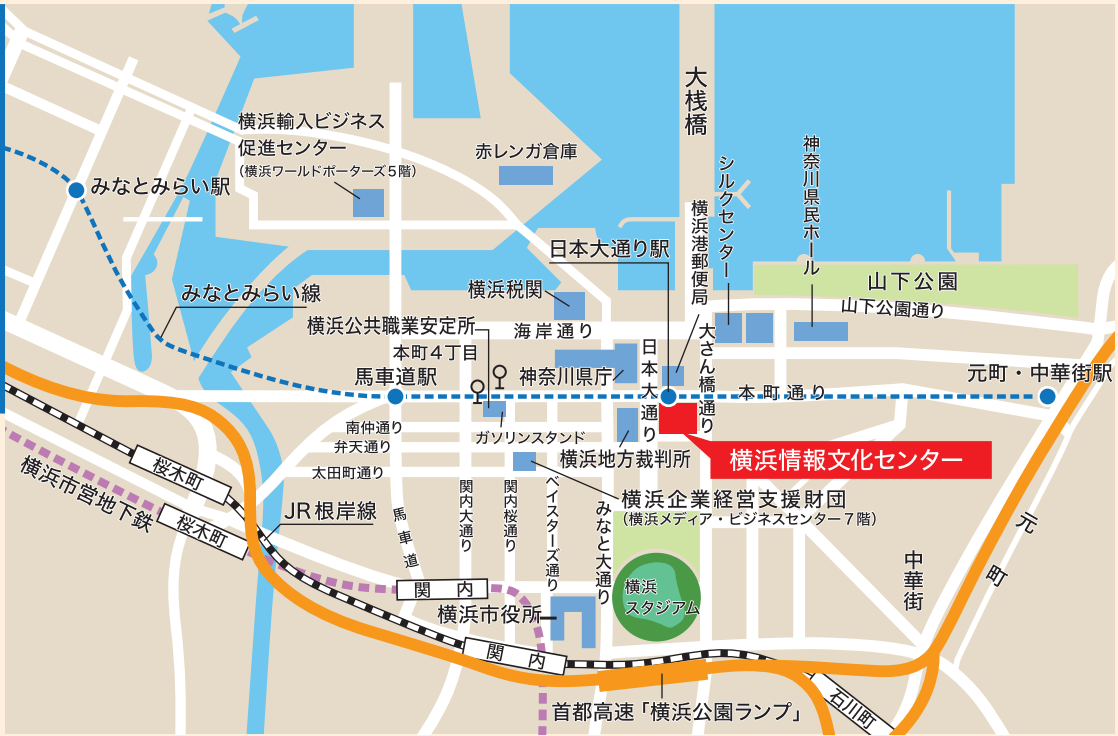 大桟橋
横浜輸入ビジネス
促進センター
（横浜ワールドポーターズ５階）
赤レンガ倉庫
シルクセンター
神奈川県民ホール
みなとみらい駅
横浜港郵便局
日本大通り駅
山下公園
山下公園通り
みなとみらい線
横浜税関
横浜公共職業安定所
海岸通り
本町４丁目
日本大通り
大さん橋通り
馬車道駅
神奈川県庁
元町・中華街駅
本町通り
南仲通り
弁天通り
太田町通り
ガソリンスタンド
横浜地方裁判所
横浜情報文化センター
桜木町
横浜市営地下鉄
桜木町
JR根岸線
馬車道
関内大通り
関内桜通り
ベイスターズ通り
みなと大通り
横浜企業経営支援財団
（横浜メディア・ビジネスセンター７階）
元町
中華街
関内
横浜
スタジアム
横浜市役所
関内
石川町
首都高速「横浜公園ランプ」